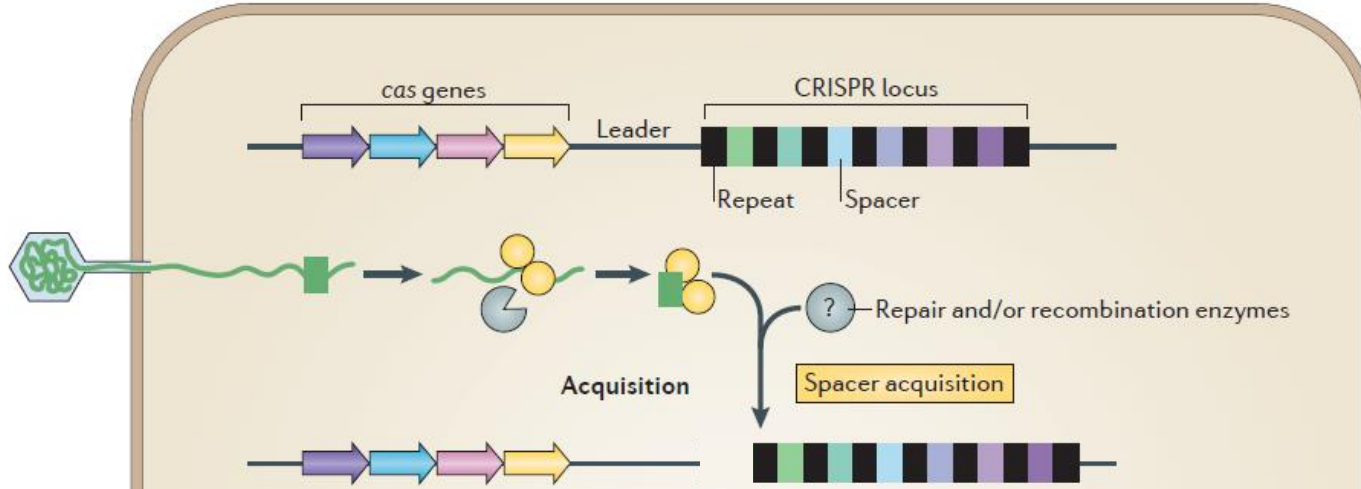 cas genes
CRISPR locus
Leader
Repeat
Spacer
?
Repair and/or recombination enzymes
Acquisition
Spacer acquisition